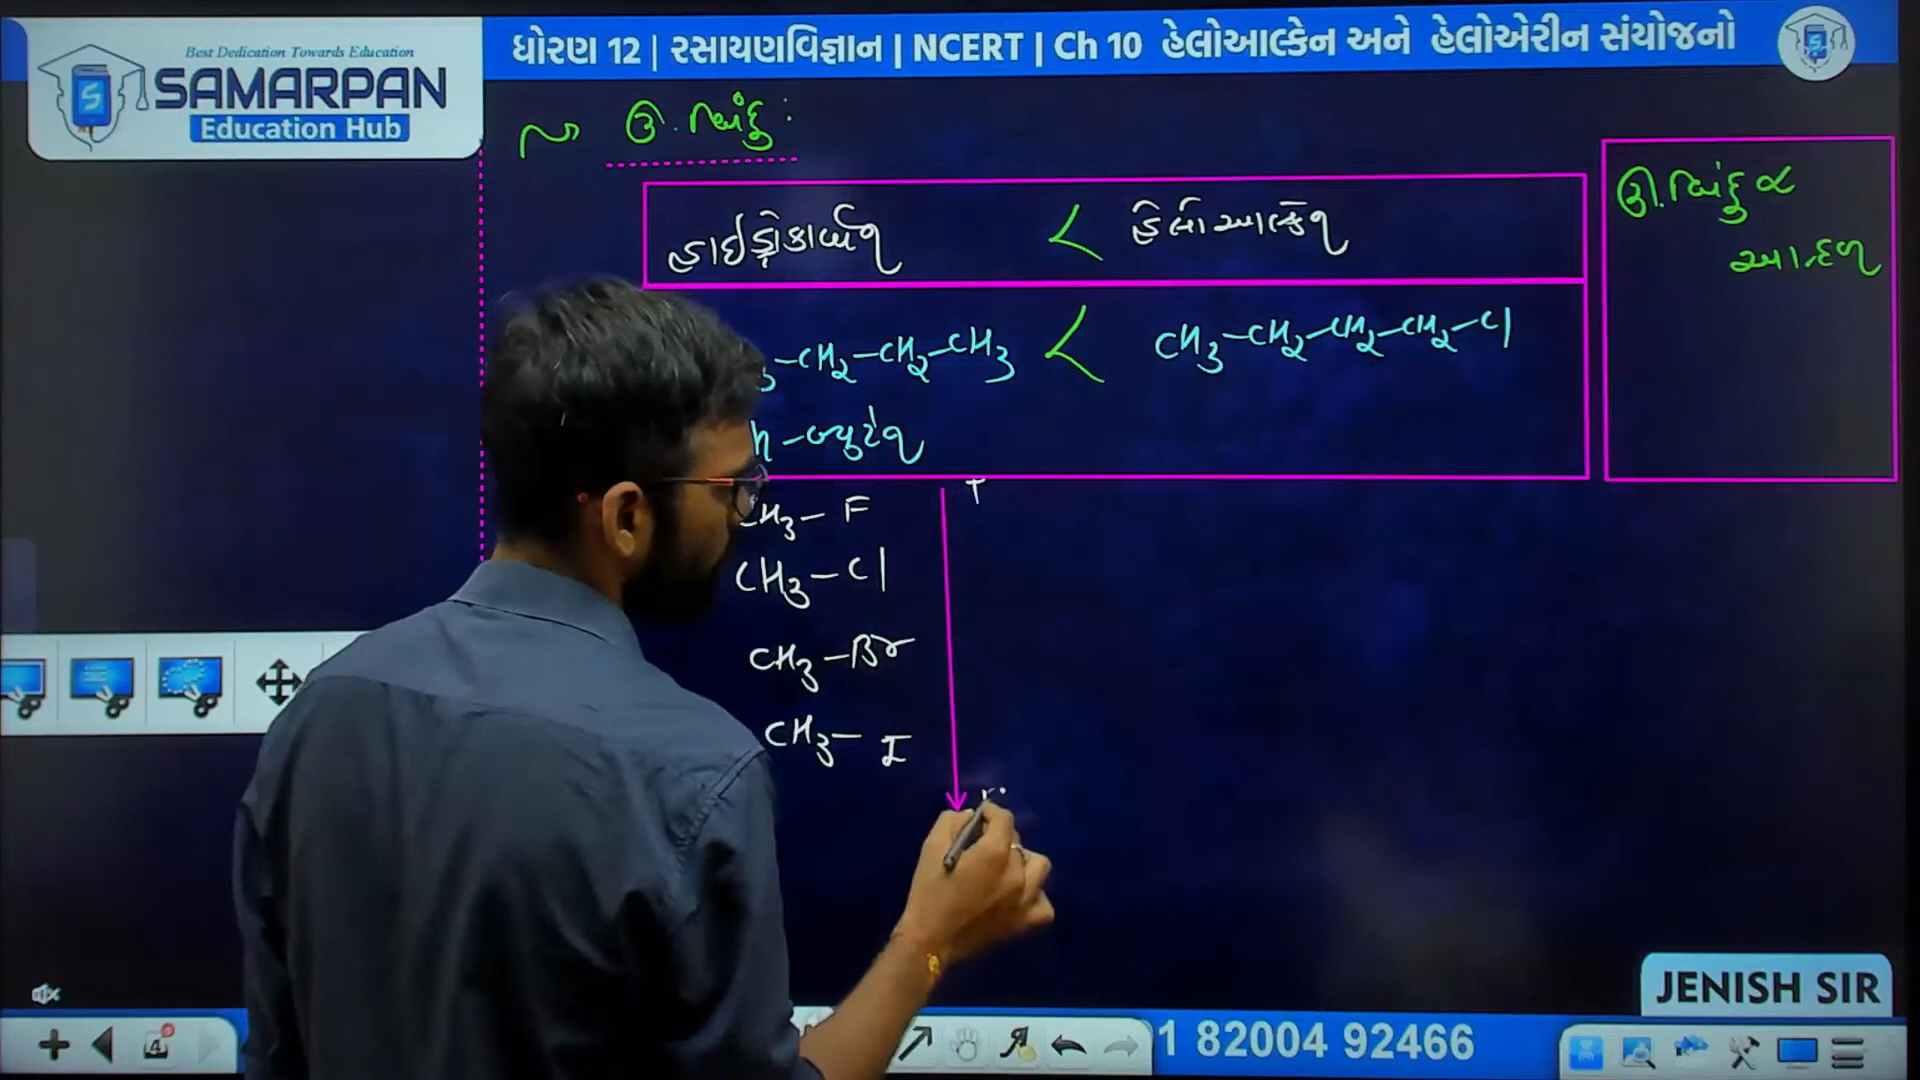 Best Dedication Towards Education
SAMARPAN
Education Hub
ધોરણ 12 | રસાયણવિજ્ઞાન | NCERT | Ch 10 હેલોઆલ્કેન અને હેલોએરીન સંયોજનો
ઉ.બિંદુ:
હાઇડ્રોકાર્બન < હેલોઆલ્કેન
ઉ.બિંદુ ∝
આ.દળ
3-CH2-CH2-CH3 < CH3-CH2-CH2-CH2-Cl
n-બ્યુટેન
CH3-F
CH3-Cl
CH3-Br
CH3-I
JENISH SIR
1 82004 92466